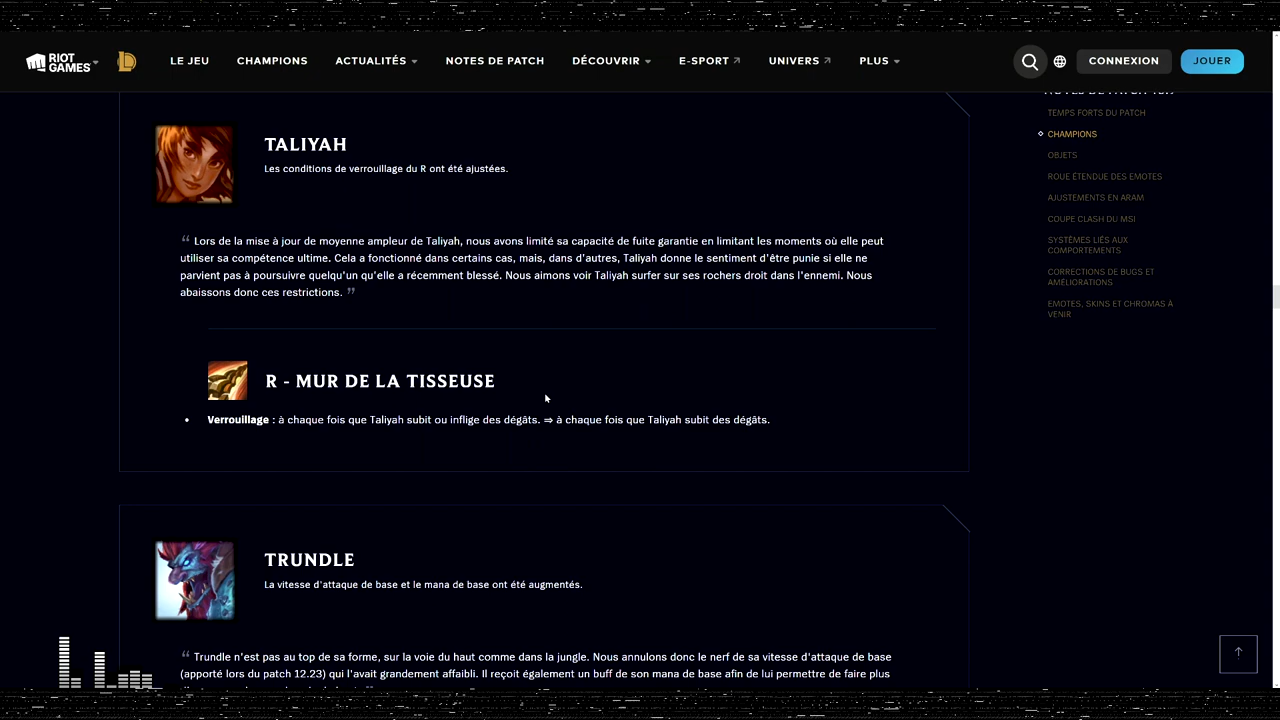 RIOT GAMES
LE JEU
CHAMPIONS
ACTUALITÉS
NOTES DE PATCH
DÉCOUVRIR
E-SPORT
UNIVERS
PLUS
CONNEXION
JOUER
TALIYAH
Les conditions de verrouillage du R ont été ajustées.
“ Lors de la mise à jour de moyenne ampleur de Taliyah, nous avons limité sa capacité de fuite garantie en limitant les moments où elle peut
utiliser sa compétence ultime. Cela a fonctionné dans certains cas, mais, dans d'autres, Taliyah donne le sentiment d'être punie si elle ne
parvient pas à poursuivre quelqu'un qu'elle a récemment blessé. Nous aimons voir Taliyah surfer sur ses rochers droit dans l'ennemi. Nous
abaissons donc ces restrictions. ”
R - MUR DE LA TISSEUSE
• Verrouillage : à chaque fois que Taliyah subit ou inflige des dégâts. ⇒ à chaque fois que Taliyah subit des dégâts.
TRUNDLE
La vitesse d'attaque de base et le mana de base ont été augmentés.
“ Trundle n'est pas au top de sa forme, sur la voie du haut comme dans la jungle. Nous annulons donc le nerf de sa vitesse d'attaque de base
(apporté lors du patch 12.23) qui l'avait grandement affaibli. Il reçoit également un buff de son mana de base afin de lui permettre de faire plus
TEMPS FORTS DU PATCH
CHAMPIONS
OBJETS
ROUE ÉTENDUE DES EMOTES
AJUSTEMENTS EN ARAM
COUPE CLASH DU MSI
SYSTÈMES LIÉS AUX
COMPORTEMENTS
CORRECTIONS DE BUGS ET
AMÉLIORATIONS
EMOTES, SKINS ET CHROMAS À
VENIR